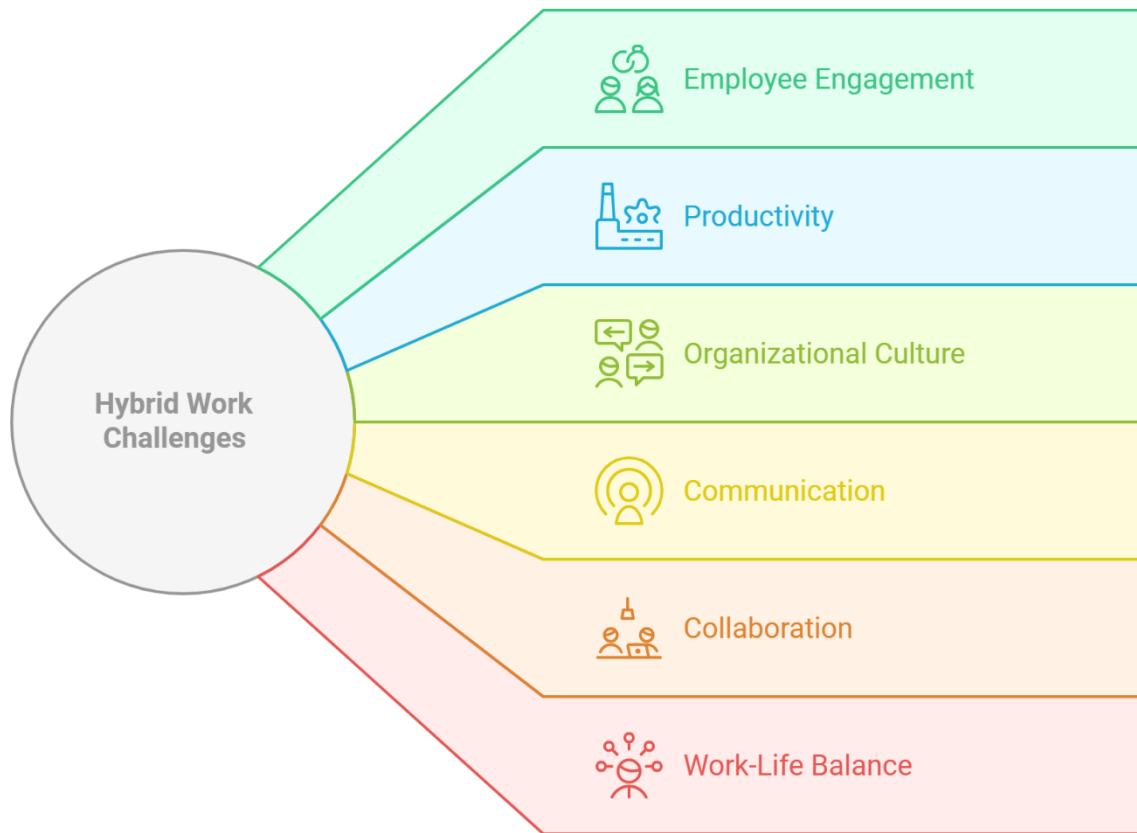 Employee Engagement
Productivity
Organizational Culture
Hybrid Work
Challenges
Communication
Collaboration
Work-Life Balance